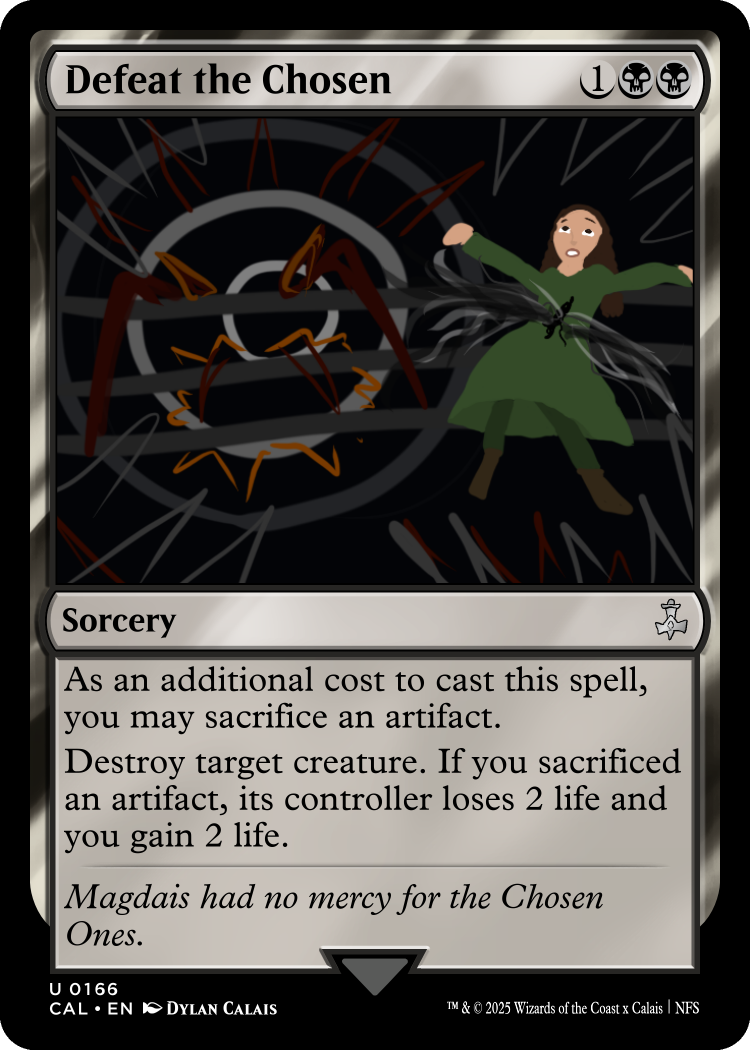 Defeat the Chosen 1
Sorcery
As an additional cost to cast this spell,
you may sacrifice an artifact.
Destroy target creature. If you sacrificed
an artifact, its controller loses 2 life and
you gain 2 life.
Magdais had no mercy for the Chosen
Ones.
U 0166
CAL • EN DYLAN CALAIS
™ & © 2025 Wizards of the Coast x Calais | NFS